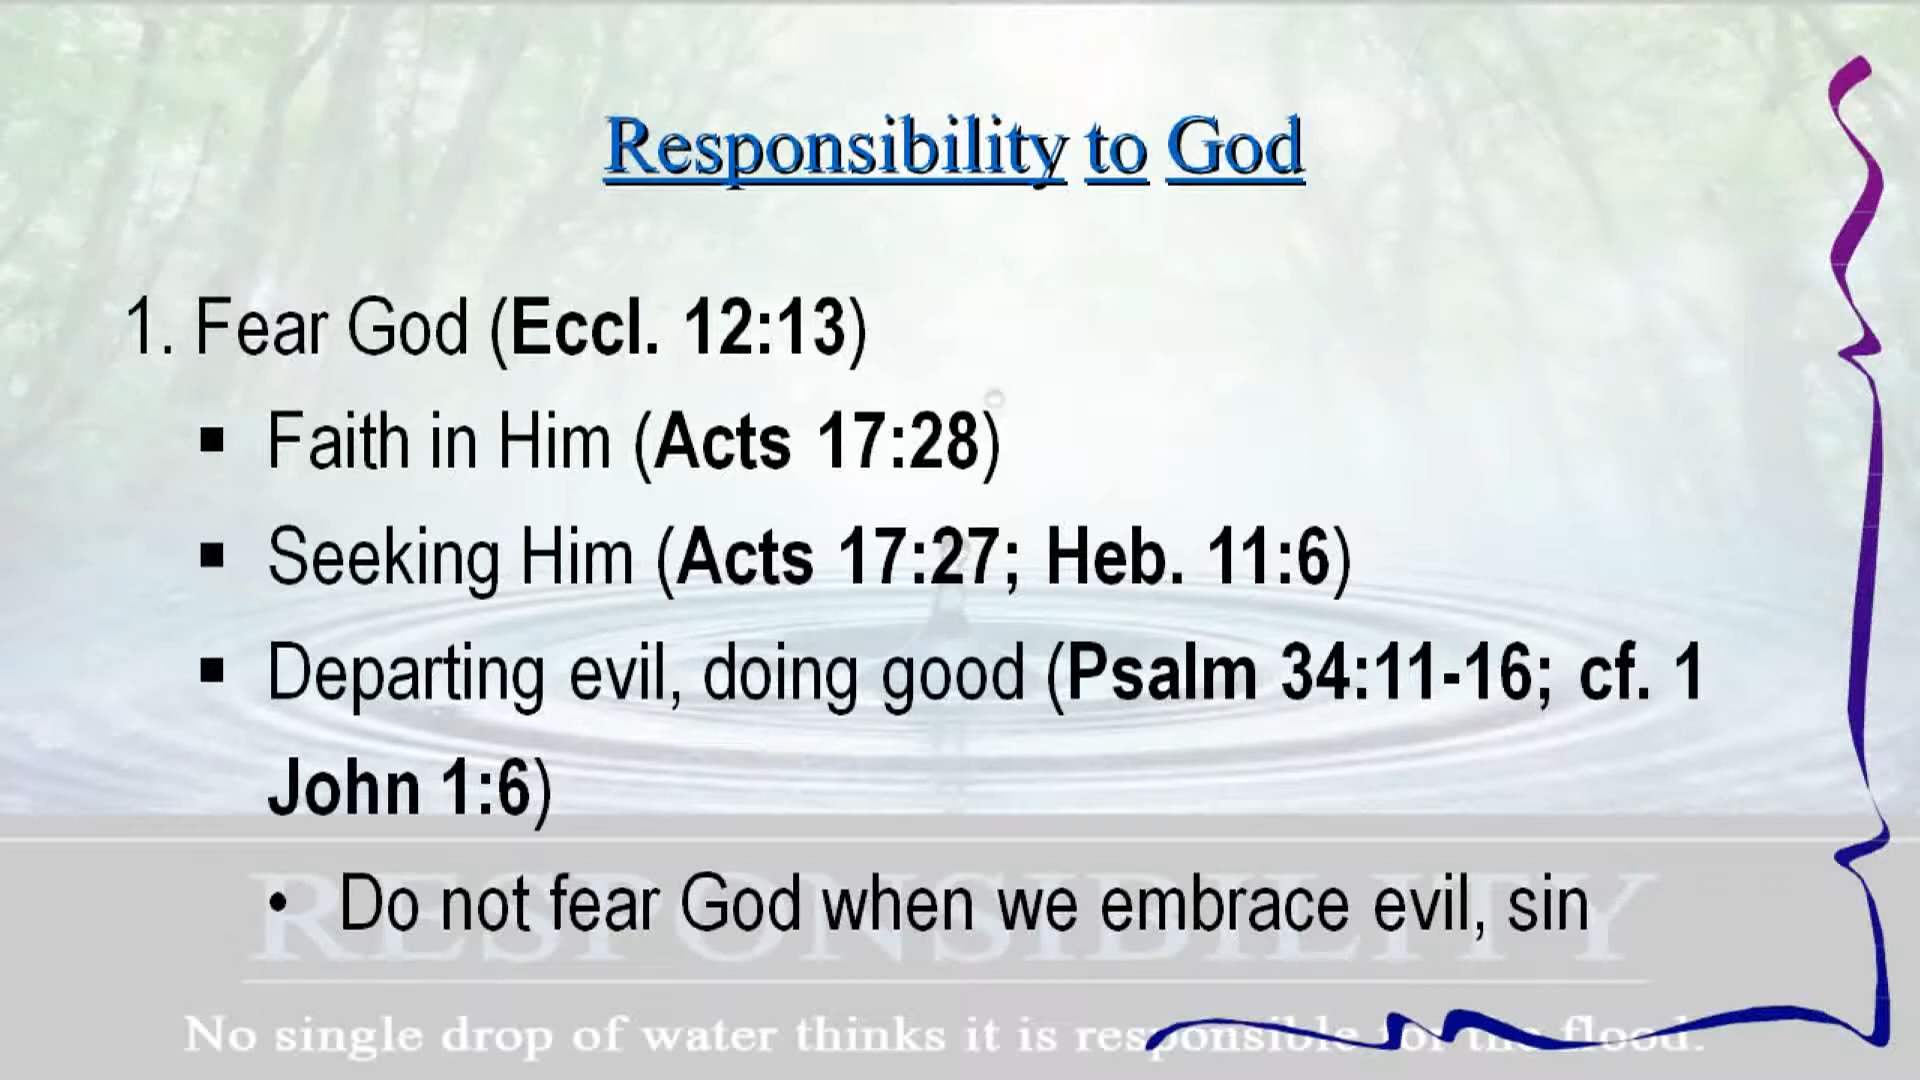 Responsibility to God
1. Fear God (Eccl. 12:13)
▪ Faith in Him (Acts 17:28)
▪ Seeking Him (Acts 17:27; Heb. 11:6)
▪ Departing evil, doing good (Psalm 34:11-16; cf. 1
John 1:6)
• Do not fear God when we embrace evil, sin
RESPONSIBILITY
No single drop of water thinks it is responsible for the flood.